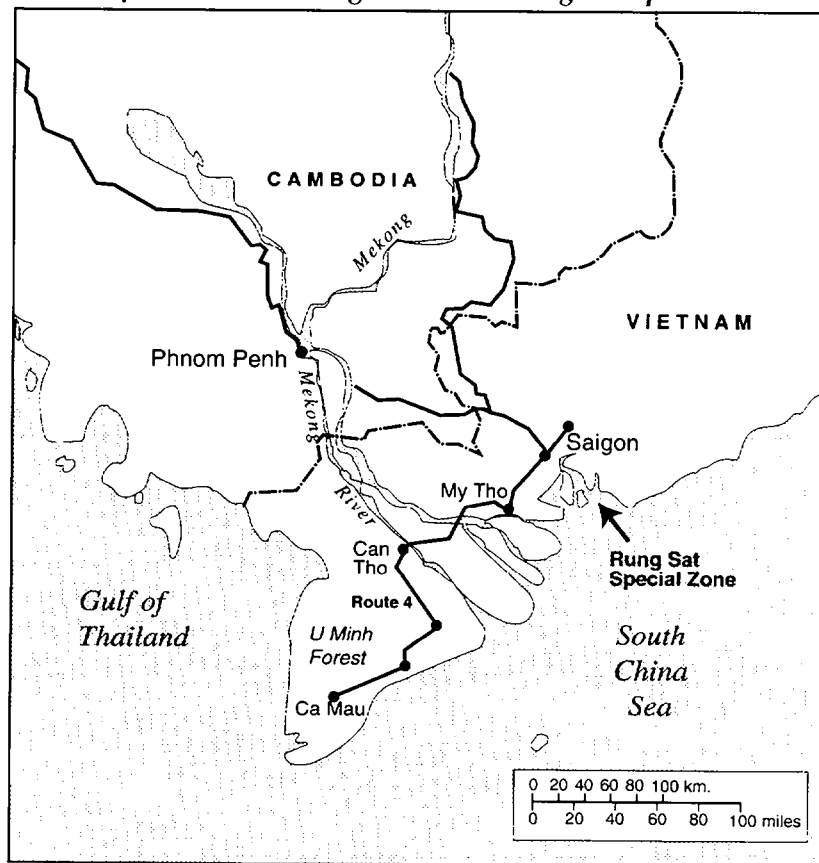 CAMBODIA
Mekong
VIETNAM
Phnom Penh
Mekong
River
Saigon
My Tho
Can
Tho
Rung Sat
Special Zone
Route 4
Gulf of
Thailand
U Minh
Forest
South
China
Sea
Ca Mau
0 20 40 60 80 100 km.
0 20 40 60 80 100 miles